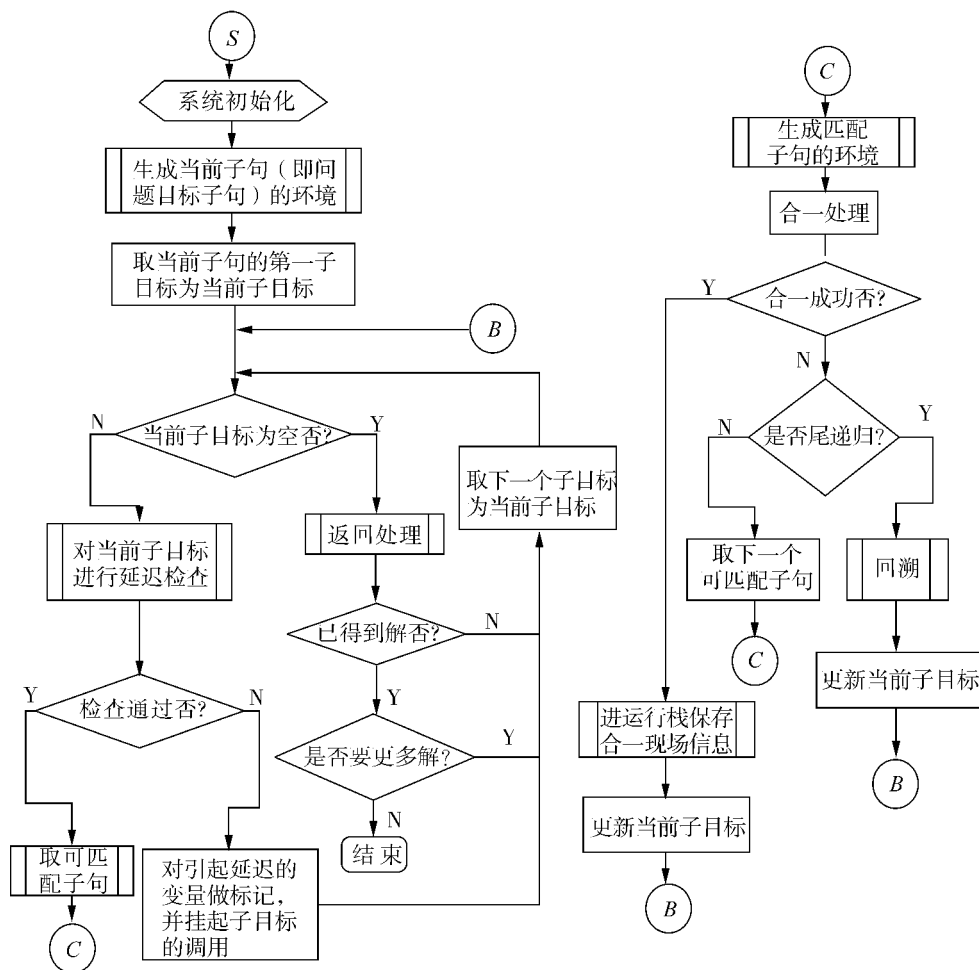 S
系统初始化
生成当前子句（即问
题目标子句）的环境
取当前子句的第一子
目标为当前子目标
B
当前子目标为空否?
N
Y
对当前子目标
进行延迟检查
返回处理
取下一个子目标
为当前子目标
已得到解否?
N
Y
检查通过否?
Y
N
是否要更多解?
Y
N
结束
取可匹
配子句
C
对引起延迟的
变量做标记，
并挂起子目标
的调用
C
生成匹配
子句的环境
合一处理
合一成功否?
Y
N
是否尾递归?
N
Y
取下一个
可匹配子句
C
回溯
更新当前子目标
B
进运行栈保存
合一现场信息
更新当前子目标
B